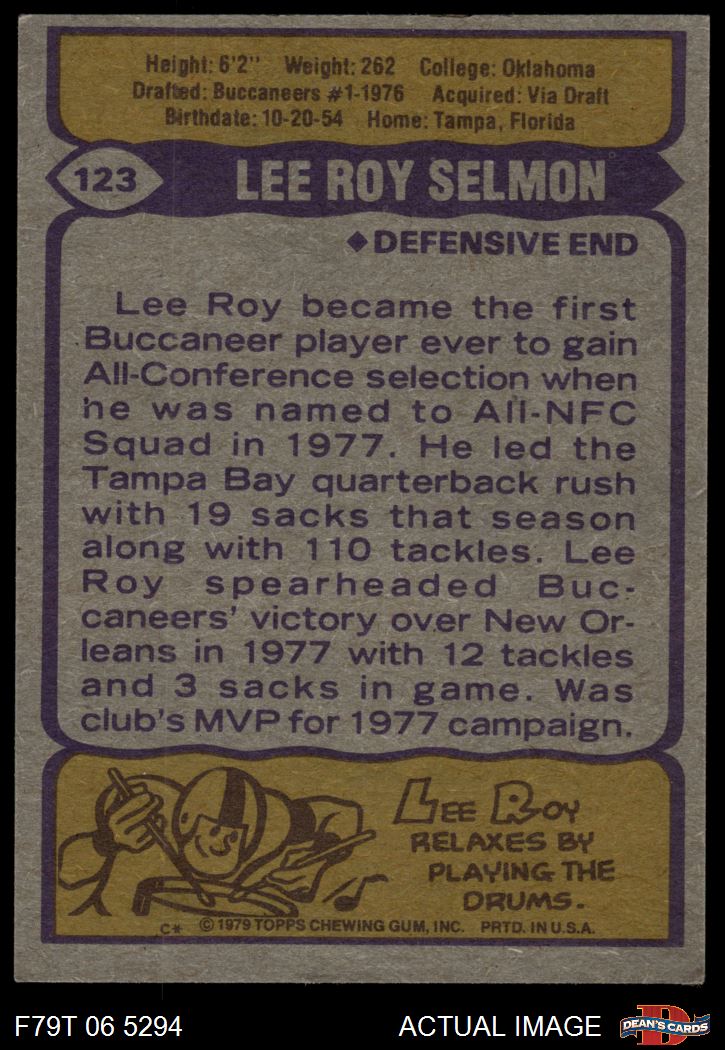 Height: 6'2" Weight: 262 College: Oklahoma
Drafted: Buccaneers #1-1976 Acquired: Via Draft
Birthdate: 10-20-54 Home: Tampa, Florida
123 LEE ROY SELMON
◆DEFENSIVE END
Lee Roy became the first
Buccaneer player ever to gain
All-Conference selection when
he was named to All-NFC
Squad in 1977. He led the
Tampa Bay quarterback rush
with 19 sacks that season
along with 110 tackles. Lee
Roy spearheaded Buc-
caneers' victory over New Or-
leans in 1977 with 12 tackles
and 3 sacks in game. Was
club's MVP for 1977 campaign.
LEE ROY
RELAXES BY
PLAYING THE
DRUMS.
C* © 1979 TOPPS CHEWING GUM, INC. PRTD. IN U.S.A.
F79T 06 5294 ACTUAL IMAGE D DEAN'S CARDS